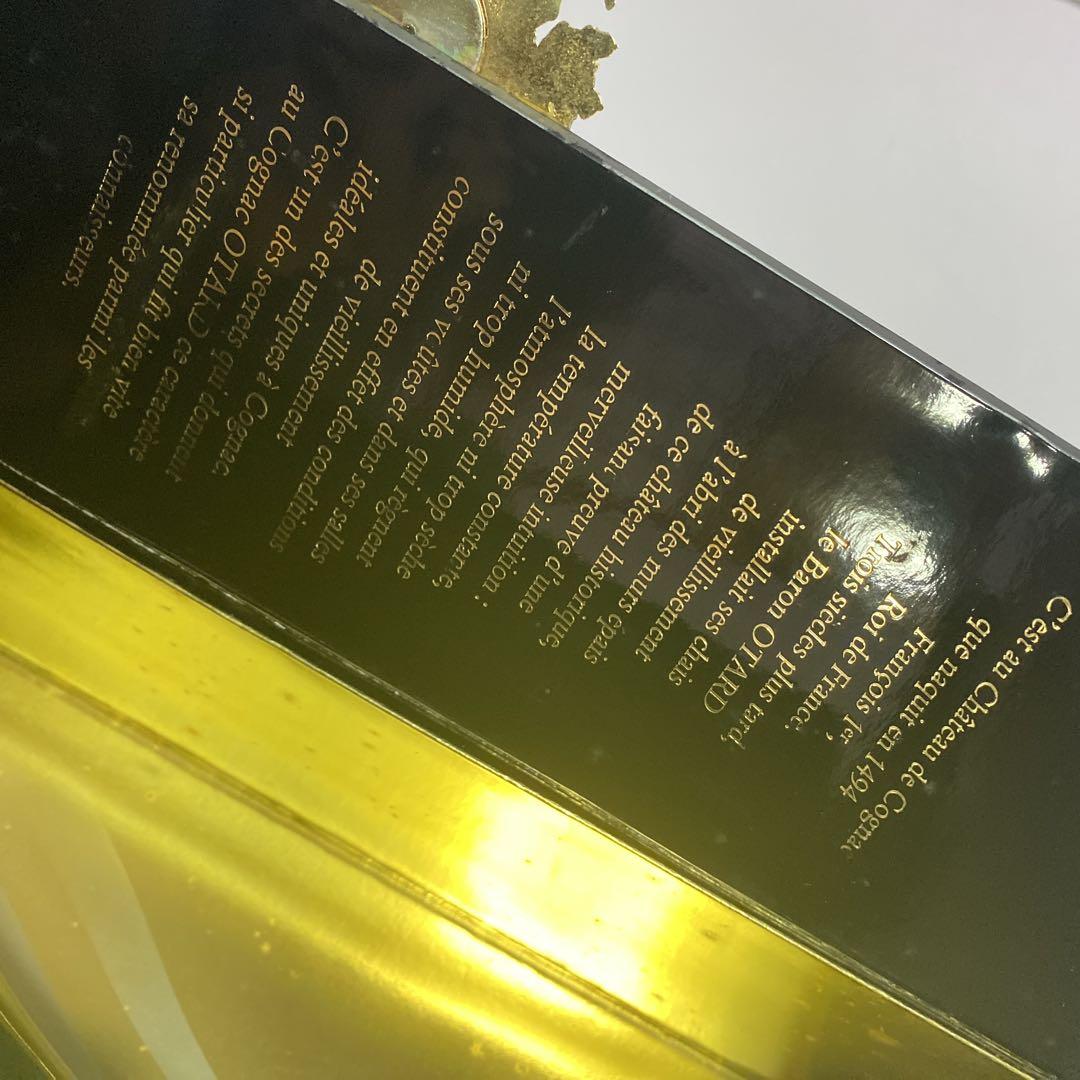 C'est au Château de Cognac
que naquit en 1494
François 1er,
Roi de France.
Trois siècles plus tard,
le Baron OTARD
installait ses chais
de vieillissement
à l'abri des murs épais
de ce château historique,
faisant preuve d'une
merveilleuse intuition :
la température constante,
l'atmosphère ni trop sèche
ni trop humide, qui règnent
sous ses voûtes et dans ses salles
constituent en effet des conditions
de vieillissement
idéales et uniques à Cognac
C'est un des secrets qui donnent
au Cognac OTARD ce caractère
si particulier qui fit bien vite
sa renommée parmi les
connaisseurs.